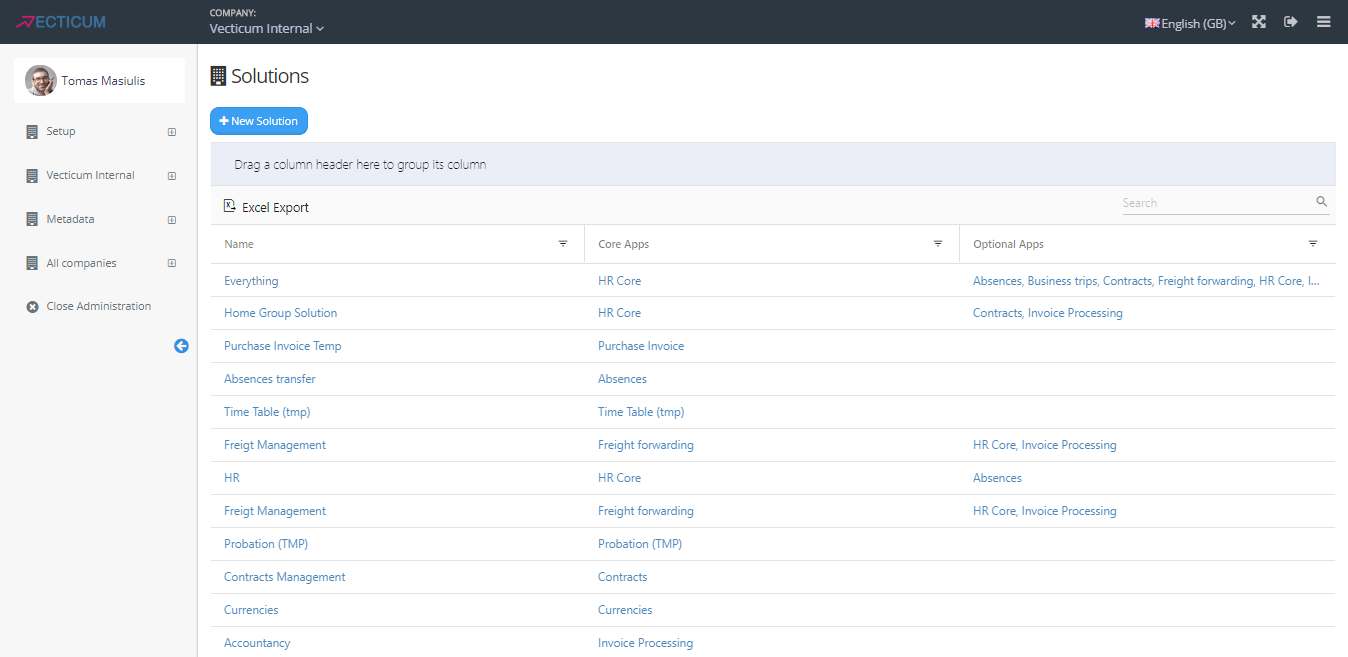 VECTICUM
COMPANY:
Vecticum Internal
English (GB)
Tomas Masiulis
Setup
Vecticum Internal
Metadata
All companies
Close Administration
Solutions
New Solution
Drag a column header here to group its column
Excel Export
Search
Name Core Apps Optional Apps
Everything HR Core Absences, Business trips, Contracts, Freight forwarding, HR Core, I...
Home Group Solution HR Core Contracts, Invoice Processing
Purchase Invoice Temp Purchase Invoice
Absences transfer Absences
Time Table (tmp) Time Table (tmp)
Freigt Management Freight forwarding HR Core, Invoice Processing
HR HR Core Absences
Freigt Management Freight forwarding HR Core, Invoice Processing
Probation (TMP) Probation (TMP)
Contracts Management Contracts
Currencies Currencies
Accountancy Invoice Processing